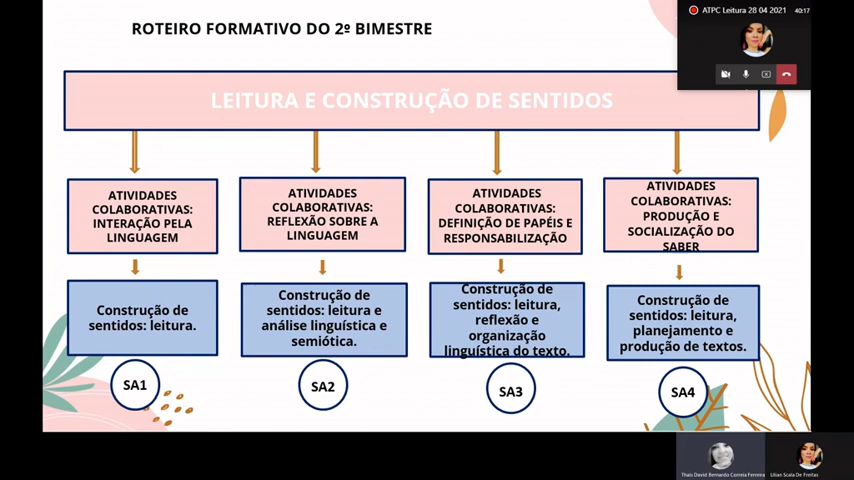 ROTEIRO FORMATIVO DO 2º BIMESTRE
ATPC Leitura 28 04 2021
40:17
LEITURA E CONSTRUÇÃO DE SENTIDOS
ATIVIDADES
COLABORATIVAS:
INTERAÇÃO PELA
LINGUAGEM
ATIVIDADES
COLABORATIVAS:
REFLEXÃO SOBRE A
LINGUAGEM
ATIVIDADES
COLABORATIVAS:
DEFINIÇÃO DE PAPÉIS E
RESPONSABILIZAÇÃO
ATIVIDADES
COLABORATIVAS:
PRODUÇÃO E
SOCIALIZAÇÃO DO
SABER
Construção de
sentidos: leitura.
Construção de
sentidos: leitura e
análise linguística e
semiótica.
Construção de
sentidos: leitura,
reflexão e
organização
linguística do texto.
Construção de
sentidos: leitura,
planejamento e
produção de textos.
SA1
SA2
SA3
SA4
Thais David Bernardo Correia Ferreira
Lilian Scala De Freitas